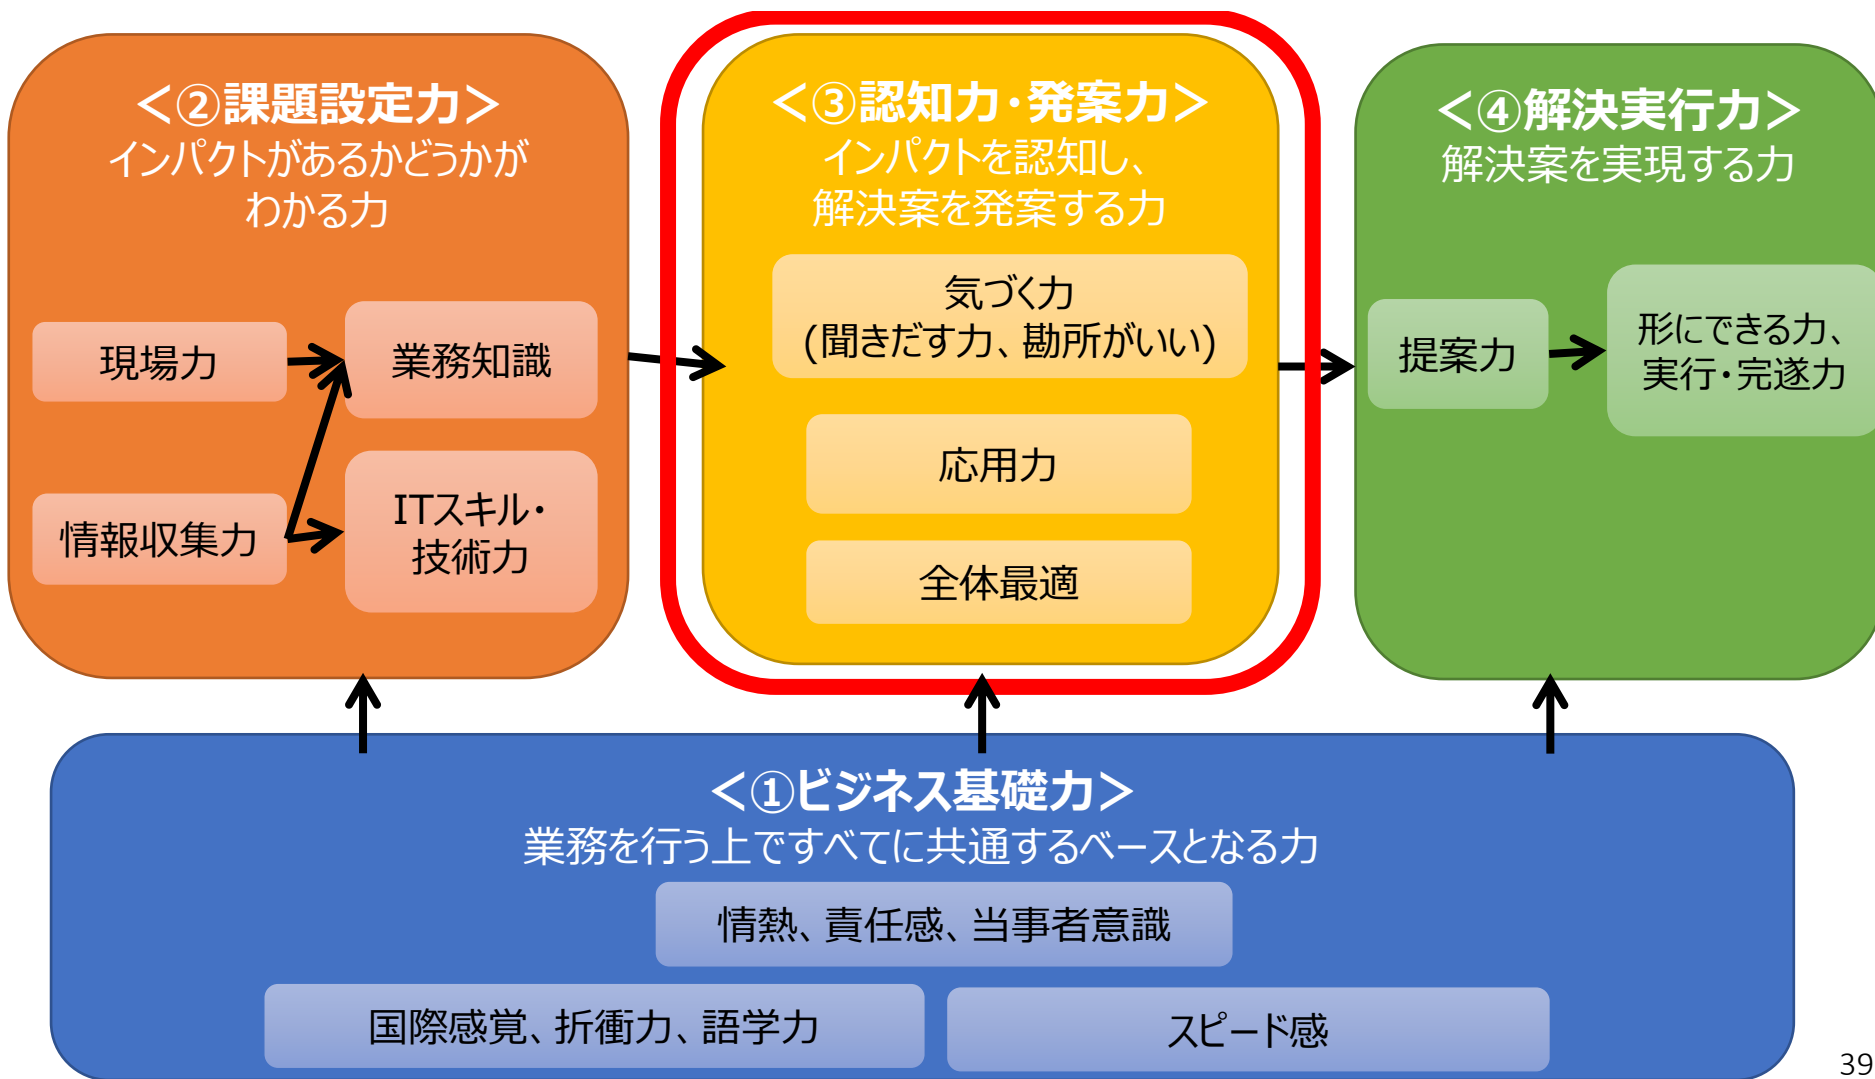 ＜②課題設定力＞
インパクトがあるかどうかが
わかる力
現場力
業務知識
情報収集力
ITスキル・
技術力
＜③認知力・発案力＞
インパクトを認知し、
解決案を発案する力
気づく力
(聞きだす力、勘所がいい)
応用力
全体最適
＜④解決実行力＞
解決案を実現する力
提案力
形にできる力、
実行・完遂力
＜①ビジネス基礎力＞
業務を行う上ですべてに共通するベースとなる力
情熱、責任感、当事者意識
国際感覚、折衝力、語学力
スピード感
39